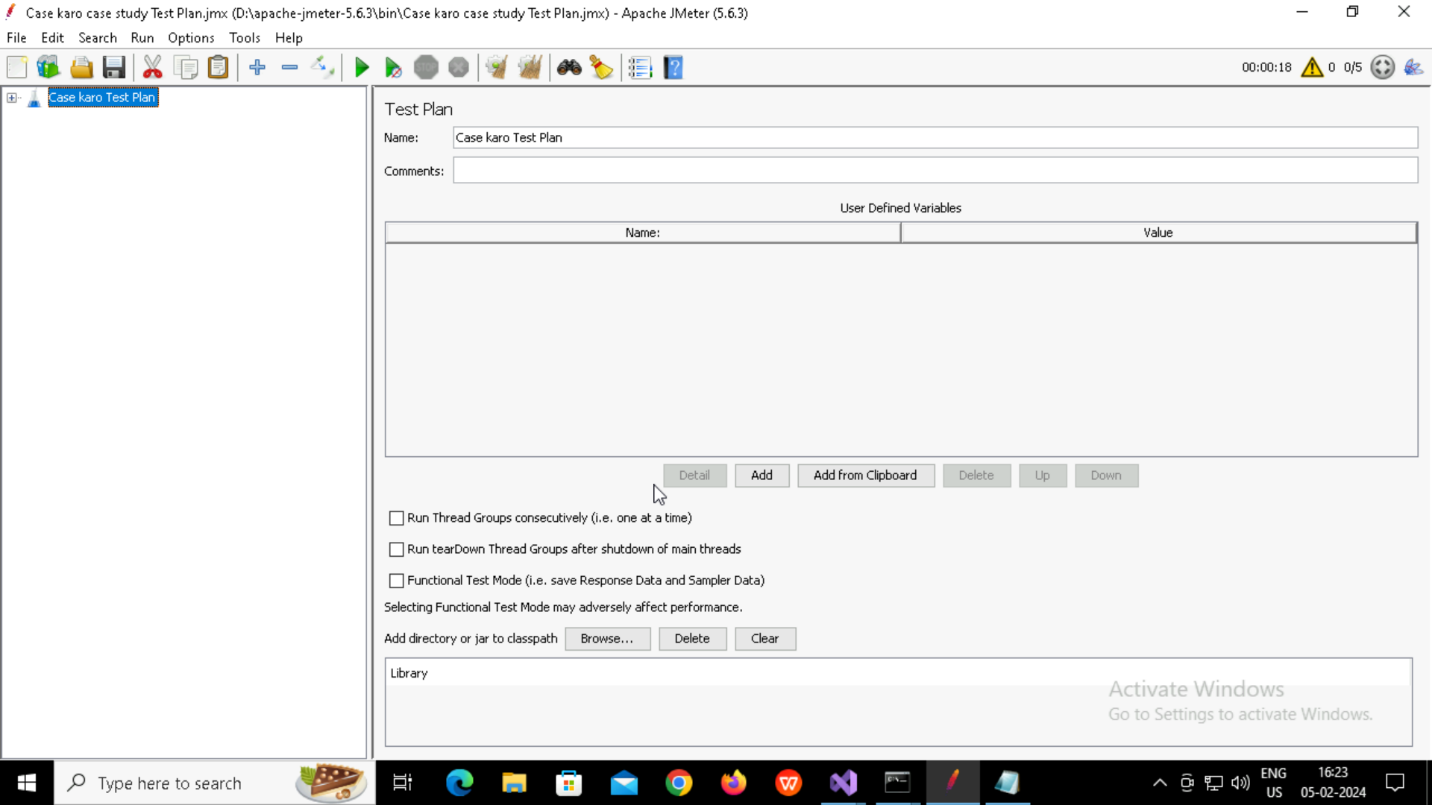 Case karo case study Test Plan.jmx (D:\apache-jmeter-5.6.3\bin\Case karo case study Test Plan.jmx) - Apache JMeter (5.6.3)
File Edit Search Run Options Tools Help
00:00:18 0 0/5
Case karo Test Plan
Test Plan
Name: Case karo Test Plan
Comments:
User Defined Variables
Name: Value
Detail Add Add from Clipboard Delete Up Down
Run Thread Groups consecutively (i.e. one at a time)
Run tearDown Thread Groups after shutdown of main threads
Functional Test Mode (i.e. save Response Data and Sampler Data)
Selecting Functional Test Mode may adversely affect performance.
Add directory or jar to classpath Browse... Delete Clear
Library
Activate Windows
Go to Settings to activate Windows.
Type here to search
ENG 16:23
US 05-02-2024